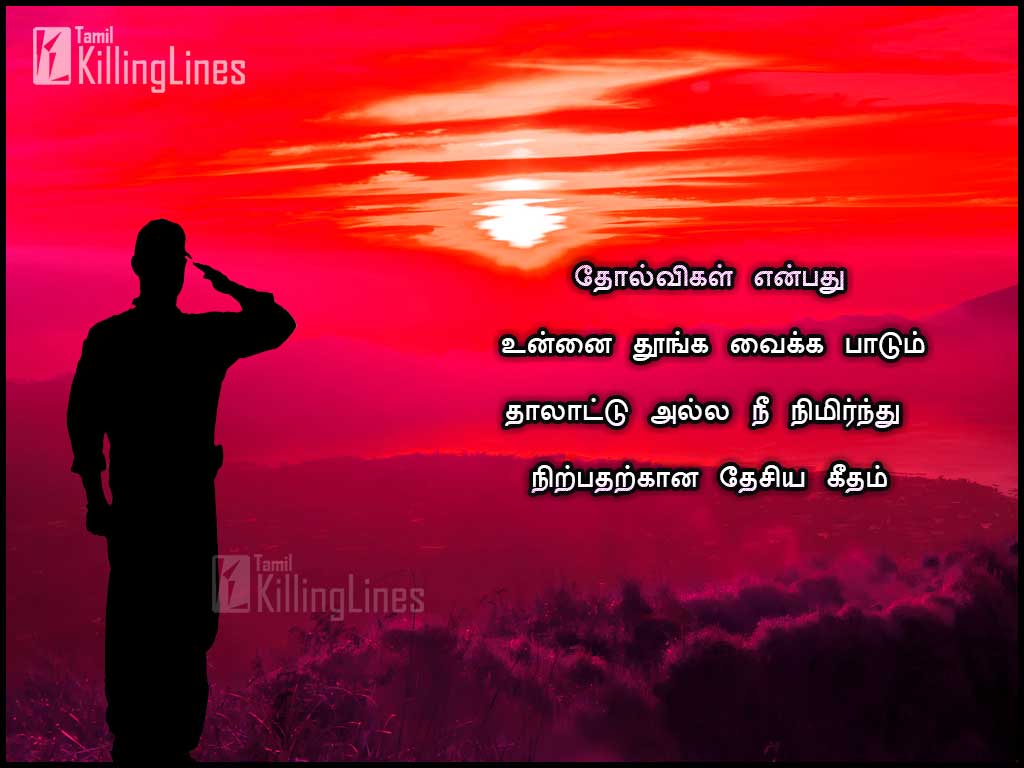 Tamil
KillingLines
தோல்விகள் என்பது
உன்னை தூங்க வைக்க பாடும்
தாலாட்டு அல்ல நீ நிமிர்ந்து
நிற்பதற்கான தேசிய கீதம்
Tamil
KillingLines